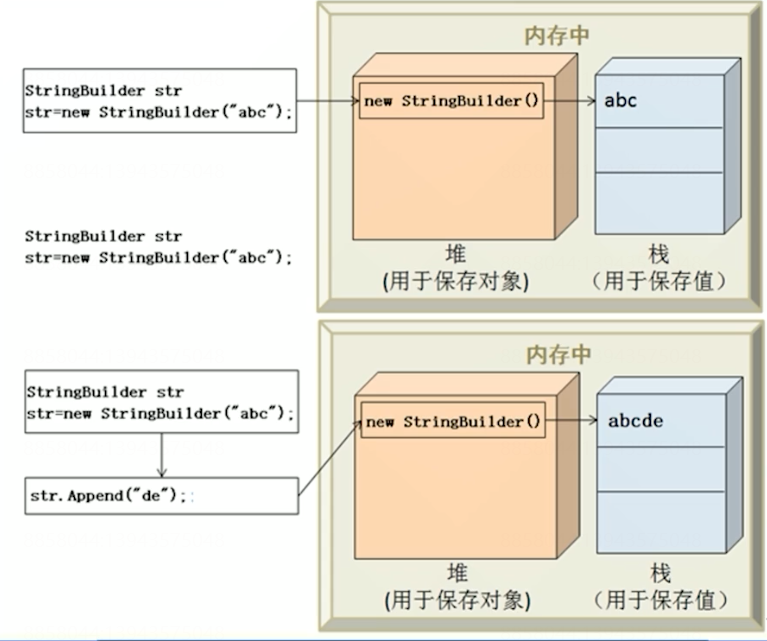 内存中
StringBuilder str
str=new StringBuilder("abc");
new StringBuilder()
abc
StringBuilder str
str=new StringBuilder("abc");
堆
(用于保存对象)
栈
（用于保存值）
内存中
StringBuilder str
str=new StringBuilder("abc");
new StringBuilder()
abcde
str.Append("de");
堆
(用于保存对象)
栈
（用于保存值）